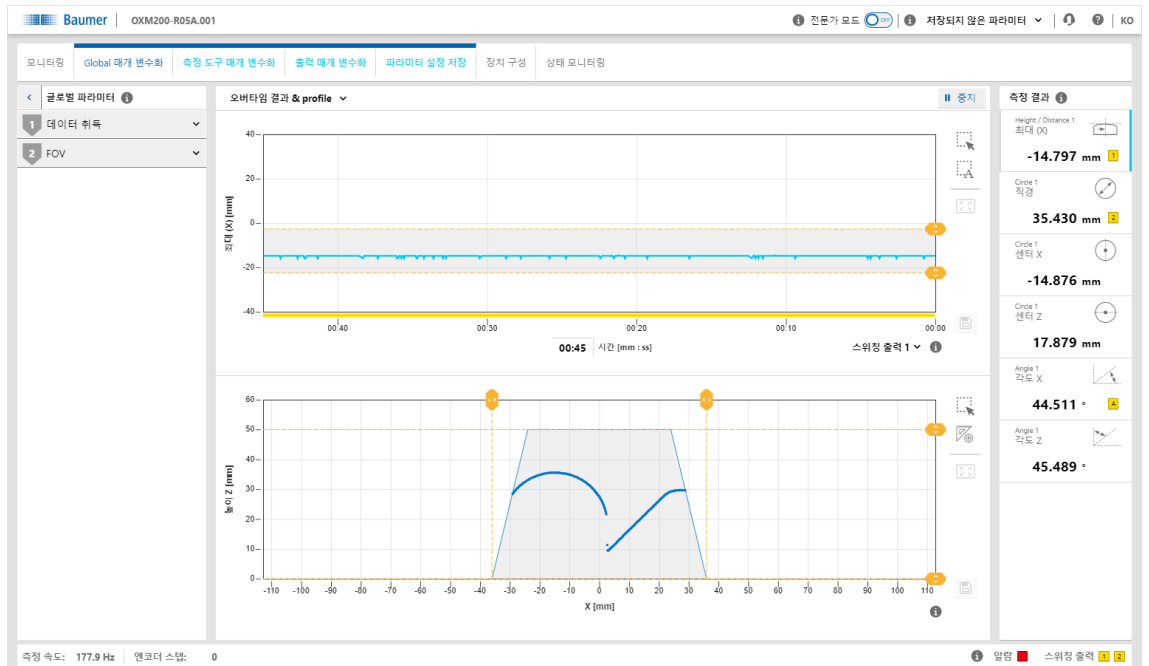 Baumer OXM200-R05A.001 전문가 모드 OFF 저장되지 않은 파라미터 KO
모니터링 Global 매개 변수화 측정 도구 매개 변수화 출력 매개 변수화 파라미터 설정 저장 장치 구성 상태 모니터링
글로벌 파라미터
1 데이터 취득
2 FOV
오버타임 결과 & profile
중지
최대 (X) [mm]
40
20
0
-20
-40
00:40 00:30 00:20 00:10 00:00
00:45 시간 [mm : ss] 스위칭 출력 1
높이 Z [mm]
60
50
40
30
20
10
0
-110 -100 -90 -80 -70 -60 -50 -40 -30 -20 -10 0 10 20 30 40 50 60 70 80 90 100 110
X [mm]
측정 결과
Height / Distance 1
최대 (X)
-14.797 mm 1
Circle 1
직경
35.430 mm 2
Circle 1
센터 X
-14.876 mm
Circle 1
센터 Z
17.879 mm
Angle 1
각도 X
44.511 ° A
Angle 1
각도 Z
45.489 °
측정 속도: 177.9 Hz 엔코더 스텝: 0 알람 스위칭 출력 1 2